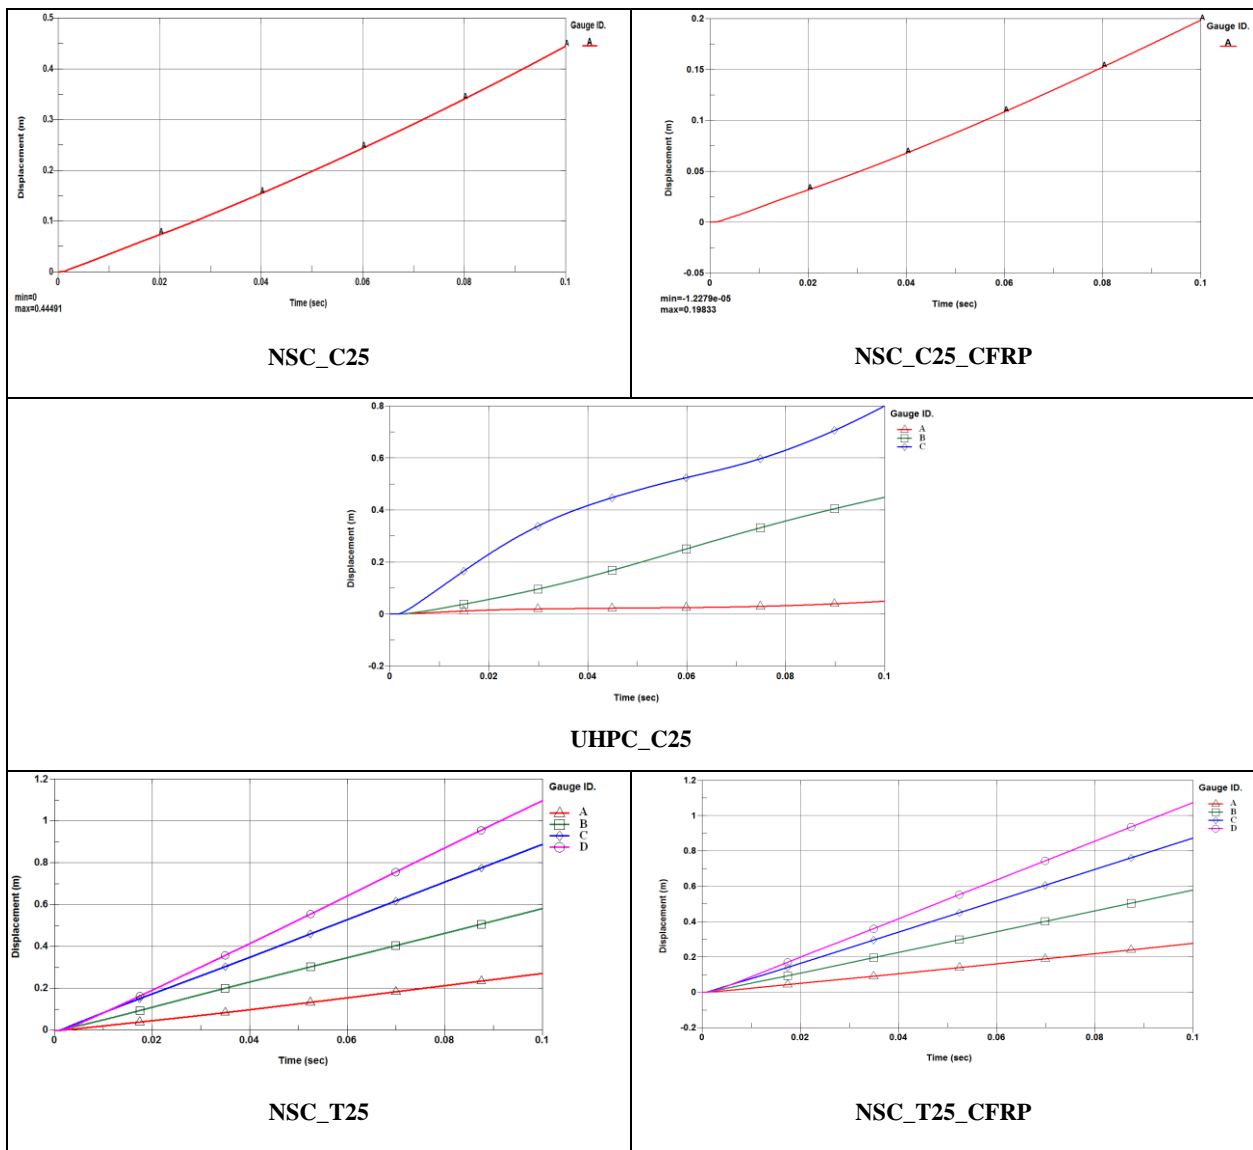 0.5
0.4
0.3
0.2
0.1
0
Displacement (m)
Gauge ID.
A
A
A
A
A
A
0
0.02
0.04
0.06
0.08
0.1
min=0
max=0.44491
Time (sec)
NSC_C25
0.2
0.15
0.1
0.05
0
-0.05
Displacement (m)
Gauge ID.
A
A
A
A
A
A
0
0.02
0.04
0.06
0.08
0.1
min=-1.2279e-05
max=0.19833
Time (sec)
NSC_C25_CFRP
0.8
0.6
0.4
0.2
0
-0.2
Displacement (m)
Gauge ID.
A
B
C
0
0.02
0.04
0.06
0.08
0.1
Time (sec)
UHPC_C25
1.2
1
0.8
0.6
0.4
0.2
0
Displacement (m)
Gauge ID.
A
B
C
D
0
0.02
0.04
0.06
0.08
0.1
Time (sec)
NSC_T25
1.2
1
0.8
0.6
0.4
0.2
0
-0.2
Displacement (m)
Gauge ID.
A
B
C
D
0
0.02
0.04
0.06
0.08
0.1
Time (sec)
NSC_T25_CFRP